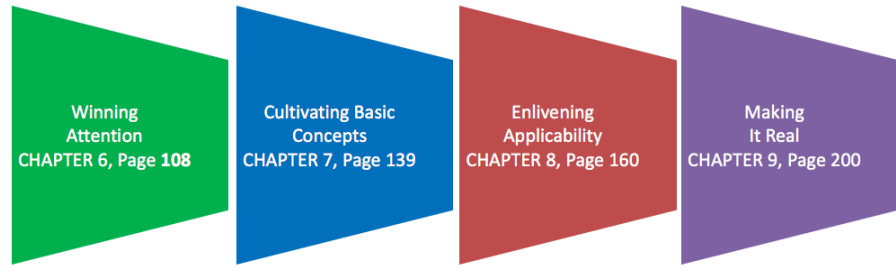 Winning
Attention
CHAPTER 6, Page 108
Cultivating Basic
Concepts
CHAPTER 7, Page 139
Enlivening
Applicability
CHAPTER 8, Page 160
Making
It Real
CHAPTER 9, Page 200